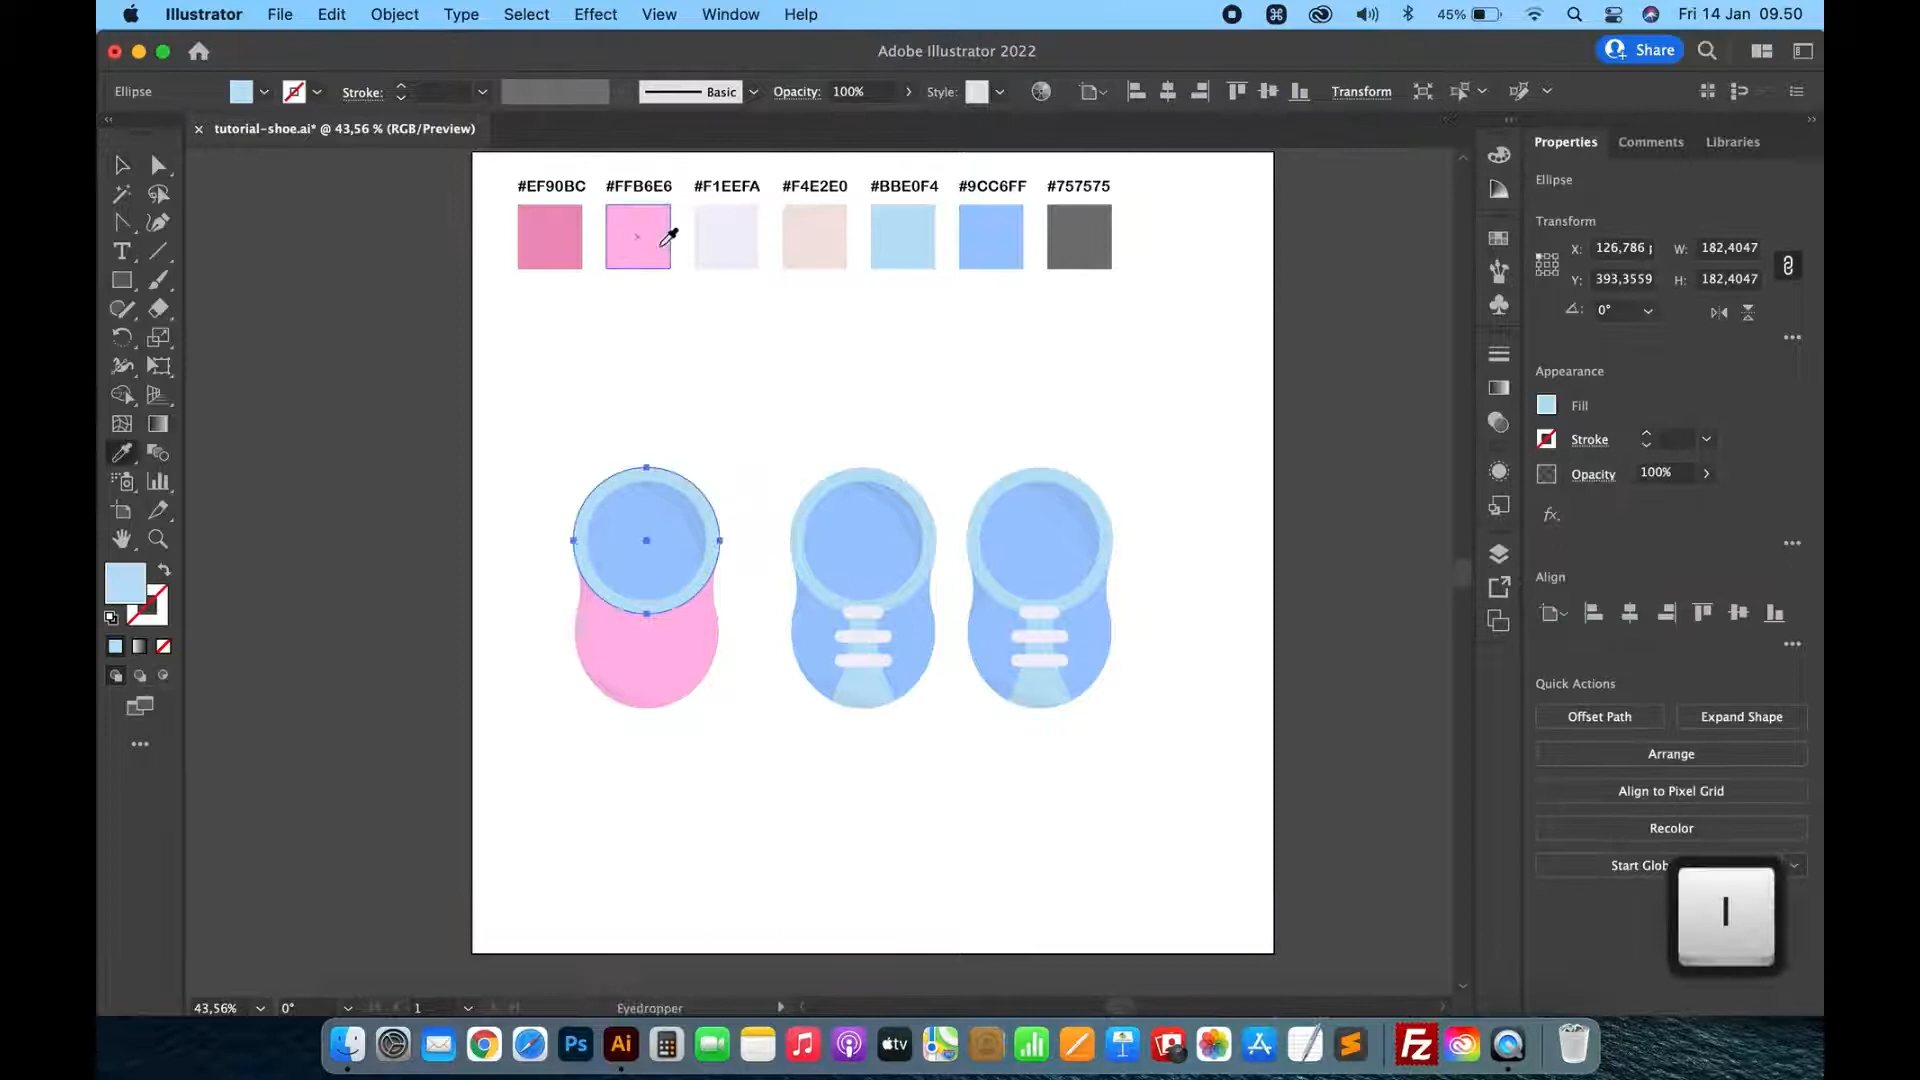 Illustrator File Edit Object Type Select Effect View Window Help 45% Fri 14 Jan 09.50
Adobe Illustrator 2022 Share
Ellipse Stroke: Basic Opacity: 100% Style: Transform
tutorial-shoe.ai* @ 43,56 % (RGB/Preview)
Properties Comments Libraries
#EF90BC #FFB6E6 #F1EEFA #F4E2E0 #BBE0F4 #9CC6FF #757575
Ellipse
Transform
X: 126,786 W: 182,4047
Y: 393,3559 H: 182,4047
0°
Appearance
Fill
Stroke
Opacity 100%
fx.
Align
Quick Actions
Offset Path Expand Shape
Arrange
Align to Pixel Grid
Recolor
Start Glob
I
43,56% 0° 1 Eyedropper
Ps Ai tv Fz